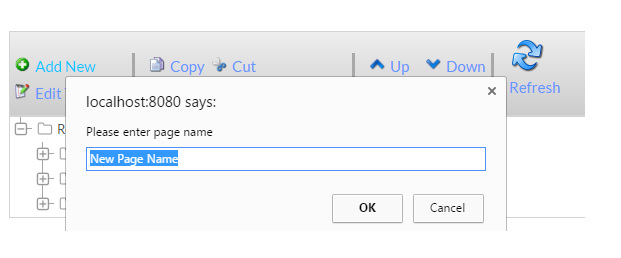 Add New Copy Cut Up Down
Edit Refresh
localhost:8080 says:
Please enter page name
New Page Name
OK Cancel